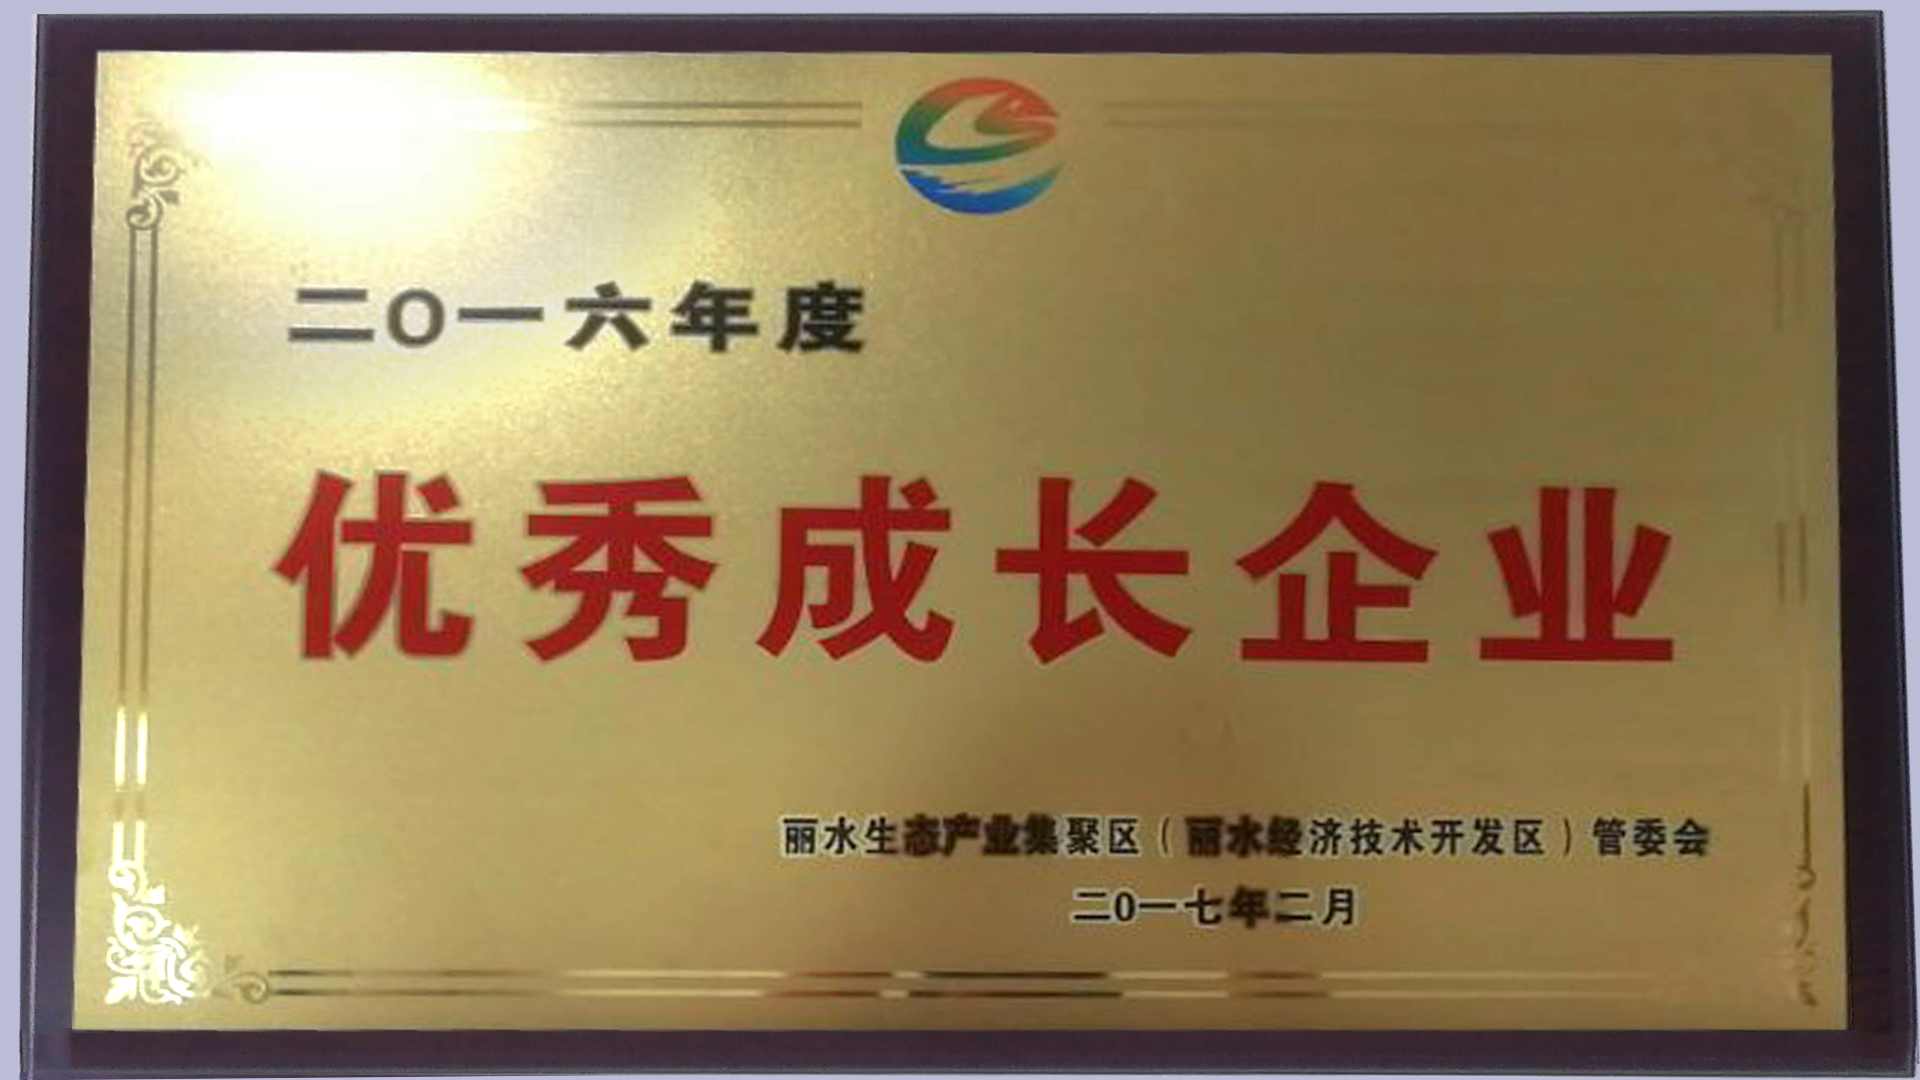 二〇一六年度
优秀成长企业
丽水生态产业集聚区（丽水经济技术开发区）管委会
二0一七年二月